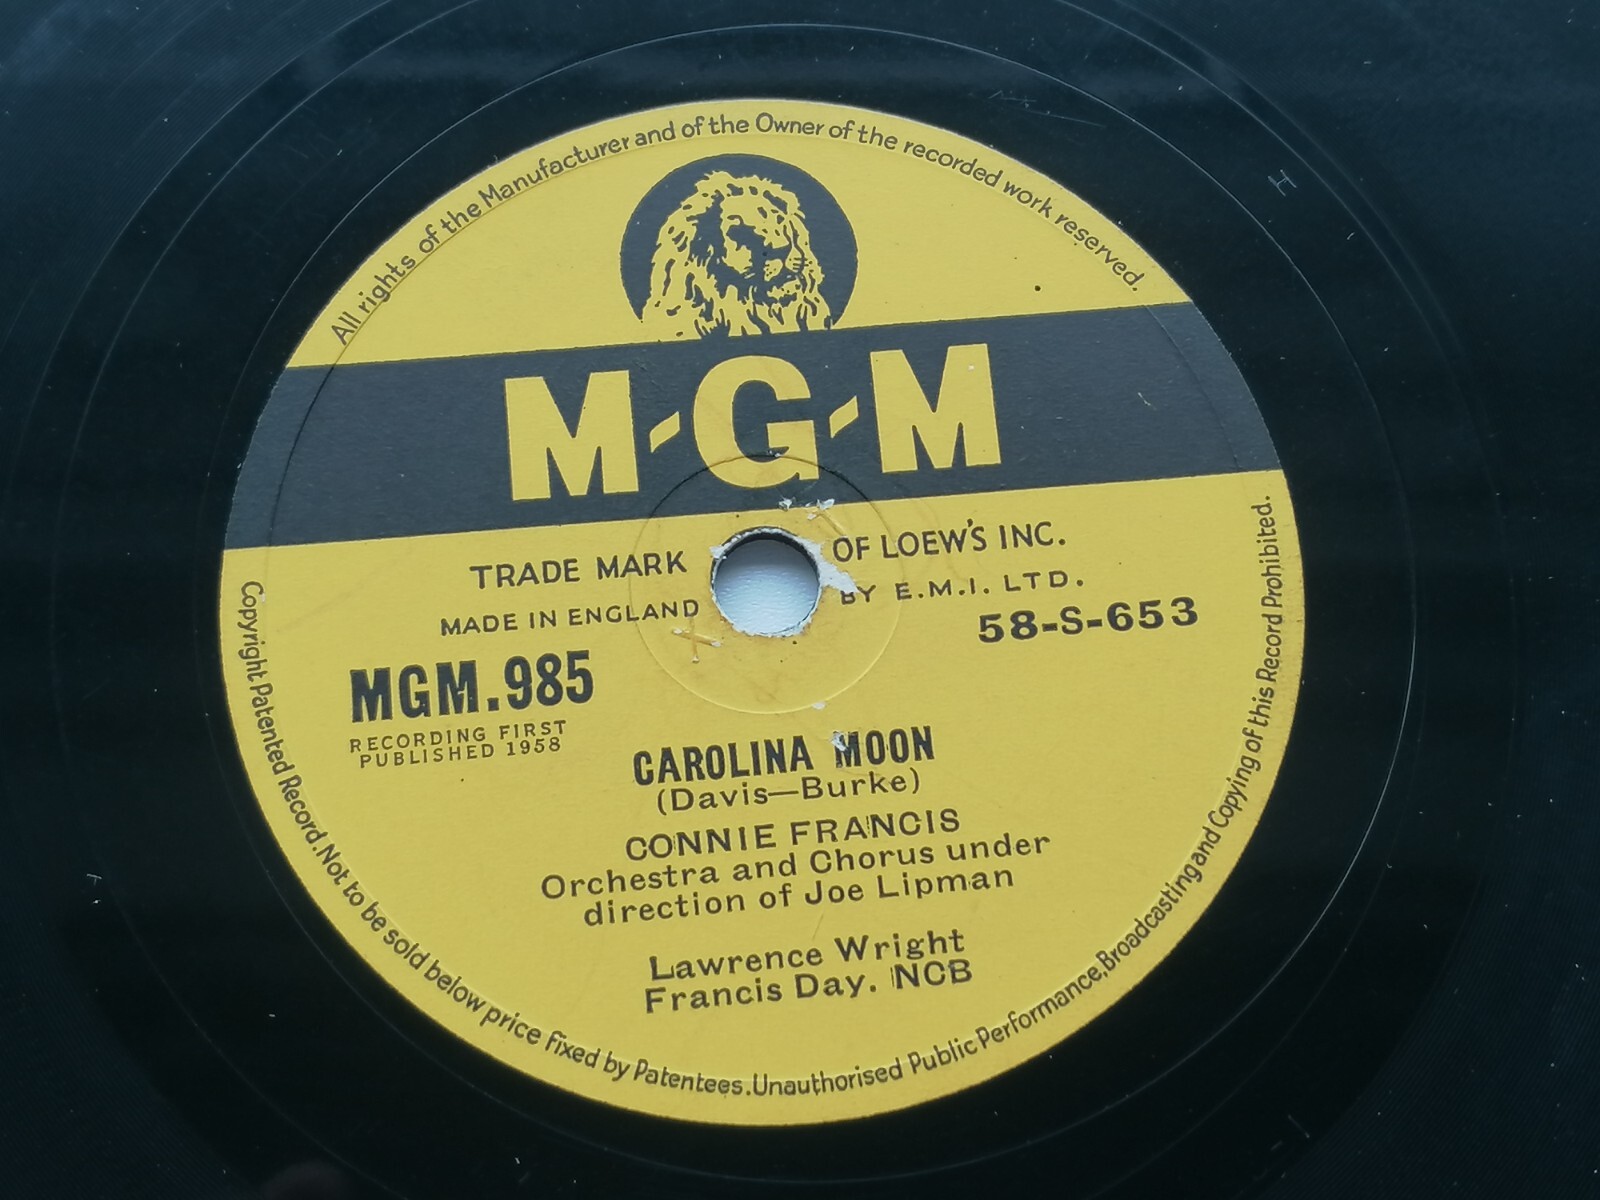 All rights of the Manufacturer and of the Owner of the recorded work reserved.
M-G-M
TRADE MARK OF LOEW'S INC.
MADE IN ENGLAND BY E.M.I. LTD.
58-S-653
MGM.985
RECORDING FIRST
PUBLISHED 1958
CAROLINA MOON
(Davis—Burke)
CONNIE FRANCIS
Orchestra and Chorus under
direction of Joe Lipman
Lawrence Wright
Francis Day. NCB
Copyright Patented Record. Not to be sold below price fixed by Patentees. Unauthorised Public Performance, Broadcasting and Copying of this Record Prohibited.